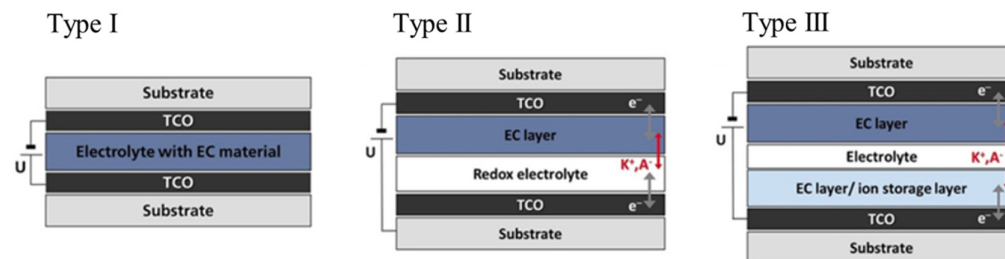 Type I
Substrate
TCO
Electrolyte with EC material
U
TCO
Substrate
Type II
Substrate
TCO e⁻
EC layer
U
K⁺,A⁻
Redox electrolyte
TCO e⁻
Substrate
Type III
Substrate
TCO e⁻
EC layer
U
Electrolyte K⁺,A⁻
EC layer/ ion storage layer
TCO e⁻
Substrate